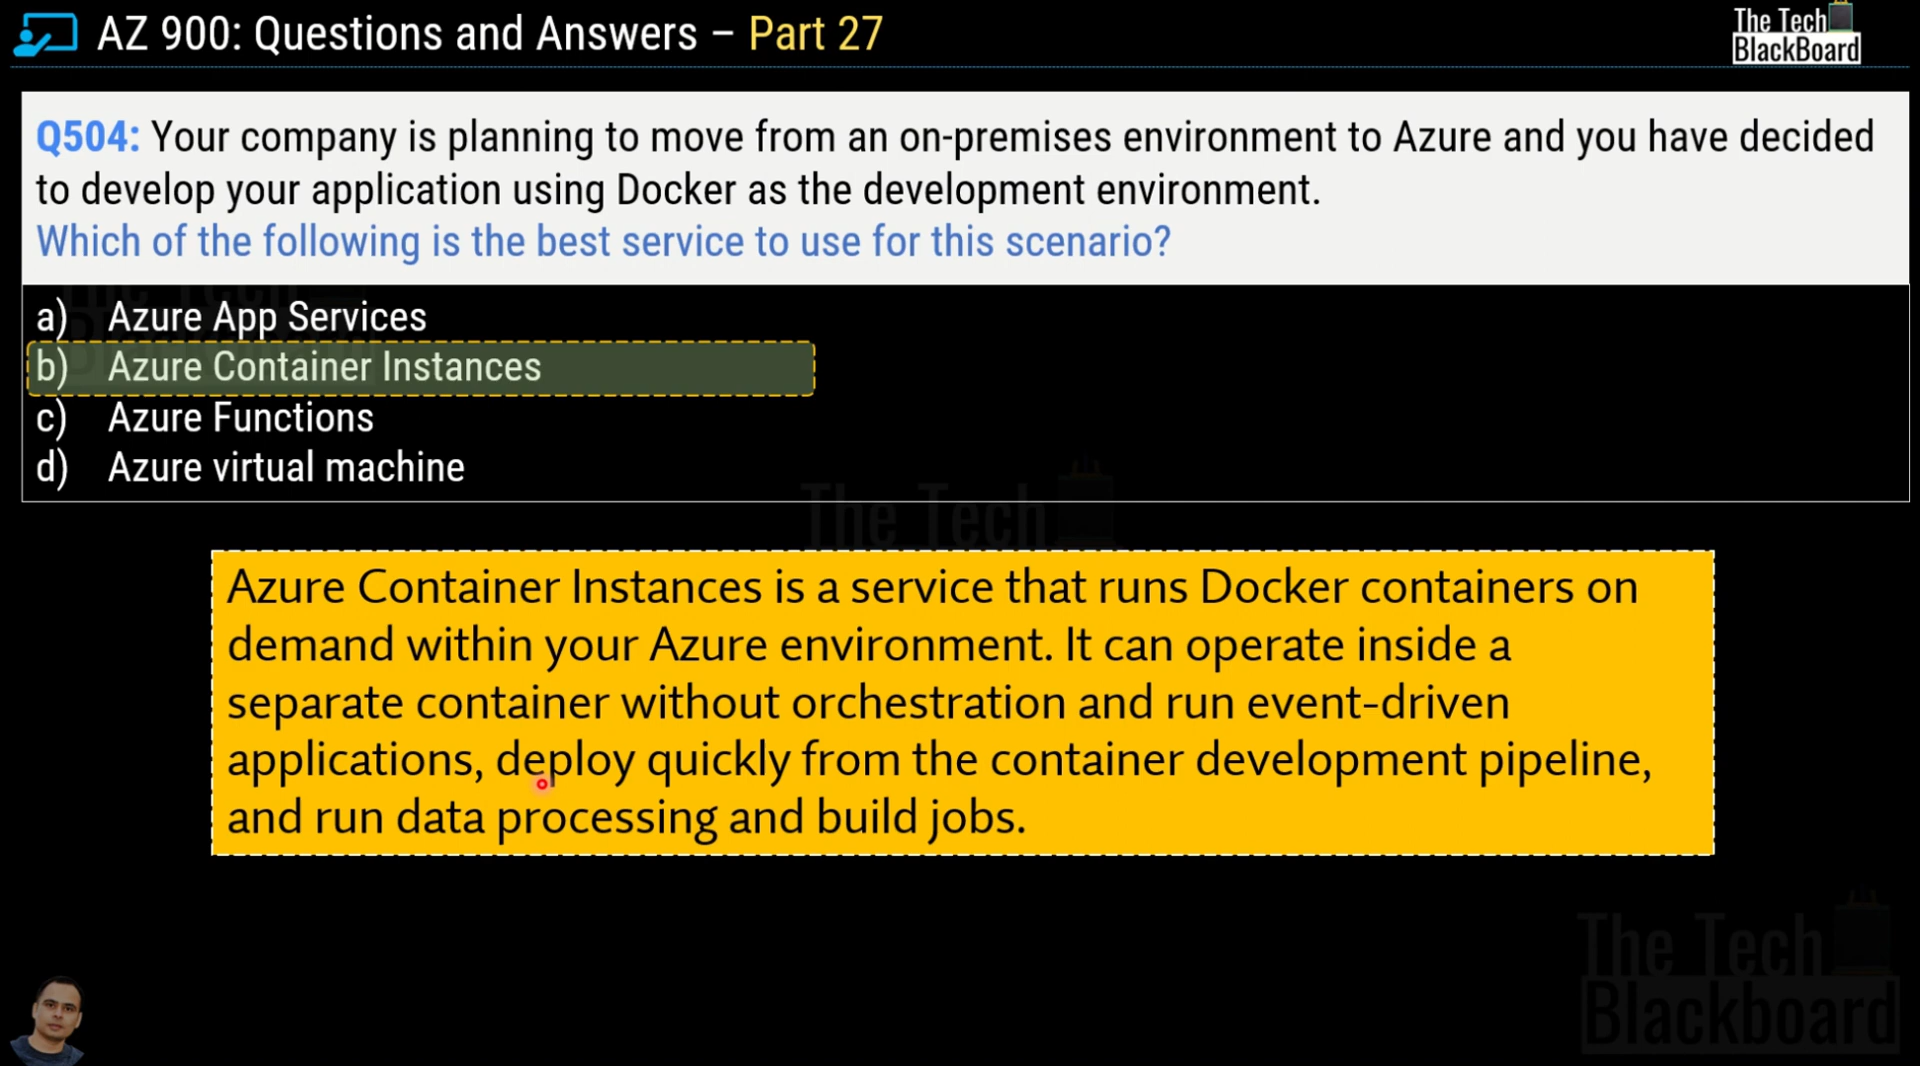 AZ 900: Questions and Answers – Part 27
The Tech
BlackBoard
Q504: Your company is planning to move from an on-premises environment to Azure and you have decided
to develop your application using Docker as the development environment.
Which of the following is the best service to use for this scenario?
a) Azure App Services
b) Azure Container Instances
c) Azure Functions
d) Azure virtual machine
The Tech
Azure Container Instances is a service that runs Docker containers on
demand within your Azure environment. It can operate inside a
separate container without orchestration and run event-driven
applications, deploy quickly from the container development pipeline,
and run data processing and build jobs.
The Tech
Blackboard